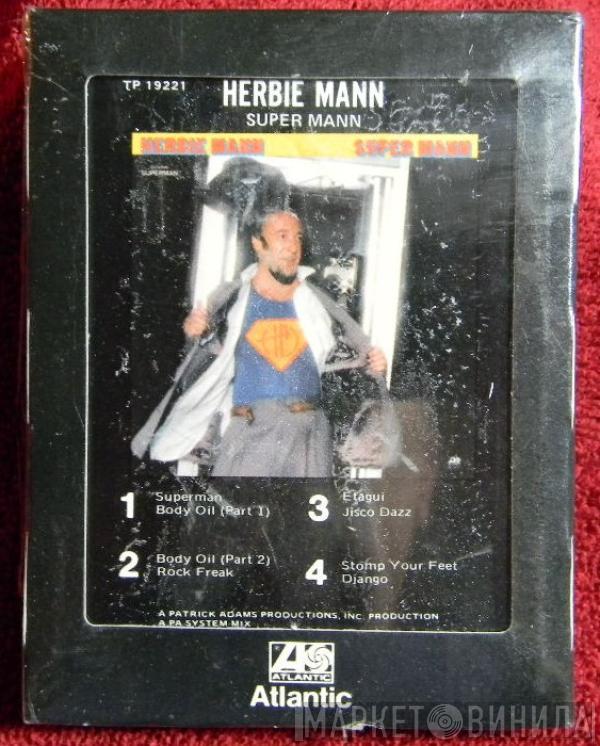 TP 19221
HERBIE MANN
SUPER MANN
HERBIE MANN SUPER MANN
SUPERMAN
HM
1 Superman
Body Oil (Part 1)
2 Body Oil (Part 2)
Rock Freak
3 Etagui
Jisco Dazz
4 Stomp Your Feet
Django
A PATRICK ADAMS PRODUCTIONS, INC. PRODUCTION
A PA SYSTEM MIX
ATLANTIC
Atlantic
МАРКЕТ ВИНИЛА